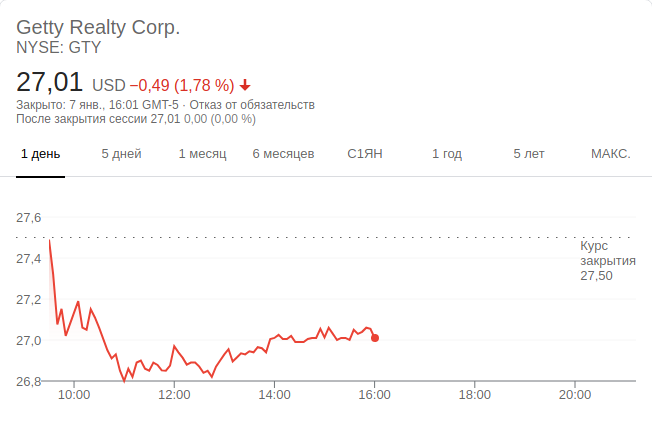 Getty Realty Corp.
NYSE: GTY
27,01 USD −0,49 (1,78 %)
Закрыто: 7 янв., 16:01 GMT-5 · Отказ от обязательств
После закрытия сессии 27,01 0,00 (0,00 %)
1 день 5 дней 1 месяц 6 месяцев С1ЯН 1 год 5 лет МАКС.
27,6
Курс
закрытия
27,50
27,4
27,2
27,0
26,8
10:00 12:00 14:00 16:00 18:00 20:00